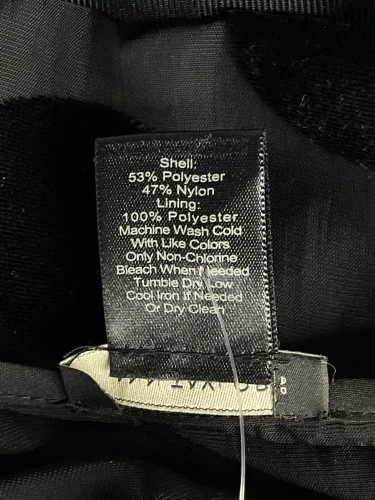 Shell:
53% Polyester
47% Nylon
Lining:
100% Polyester
Machine Wash Cold
With Like Colors
Only Non-Chlorine
Bleach When Needed
Tumble Dry Low
Cool Iron if Needed
Or Dry Clean